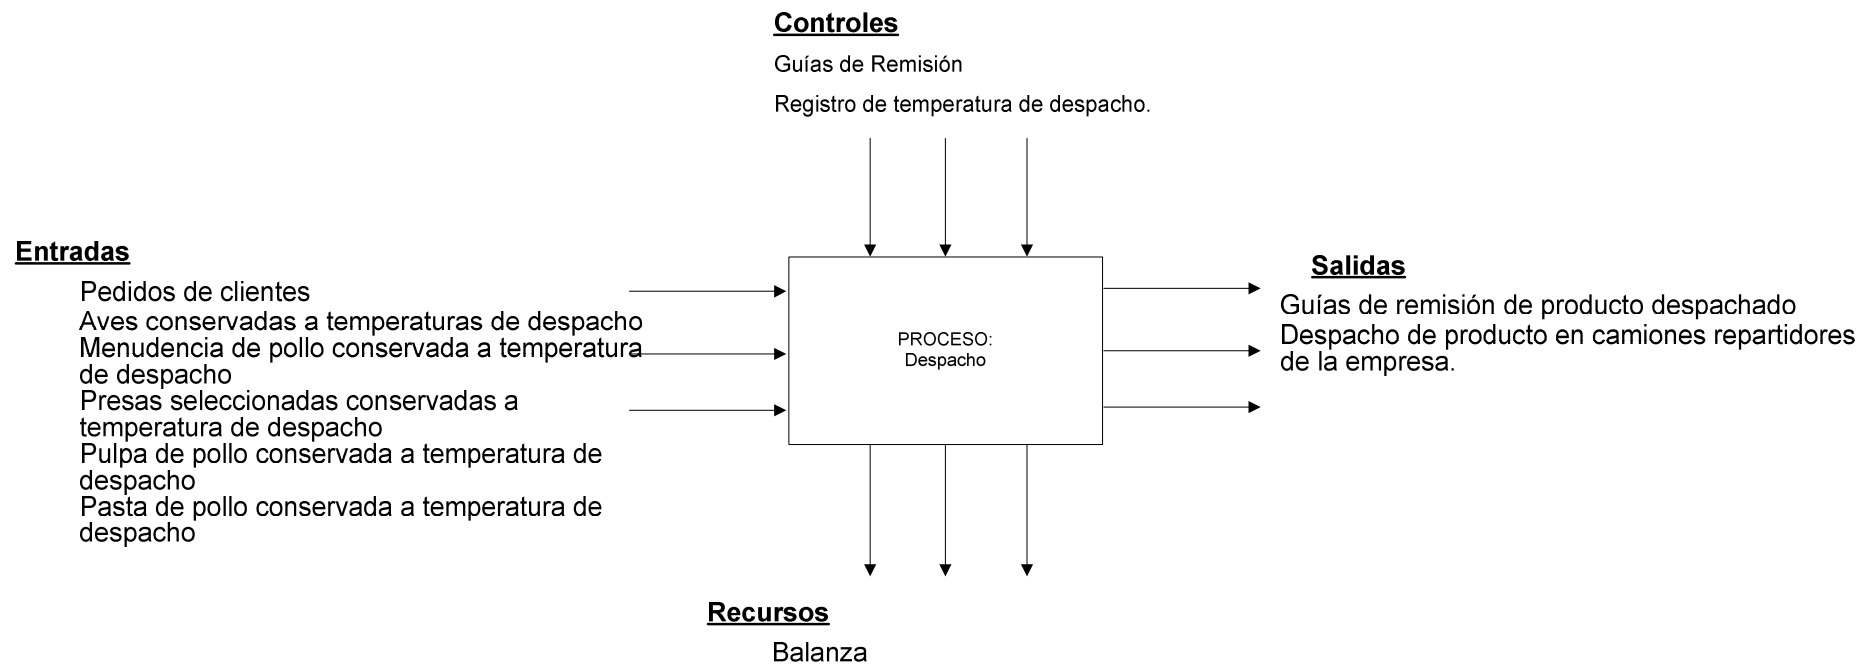 Controles
Guías de Remisión
Registro de temperatura de despacho.
Entradas
Pedidos de clientes
Aves conservadas a temperaturas de despacho
Menudencia de pollo conservada a temperatura
de despacho
Presas seleccionadas conservadas a
temperatura de despacho
Pulpa de pollo conservada a temperatura de
despacho
Pasta de pollo conservada a temperatura de
despacho
PROCESO:
Despacho
Salidas
Guías de remisión de producto despachado
Despacho de producto en camiones repartidores
de la empresa.
Recursos
Balanza